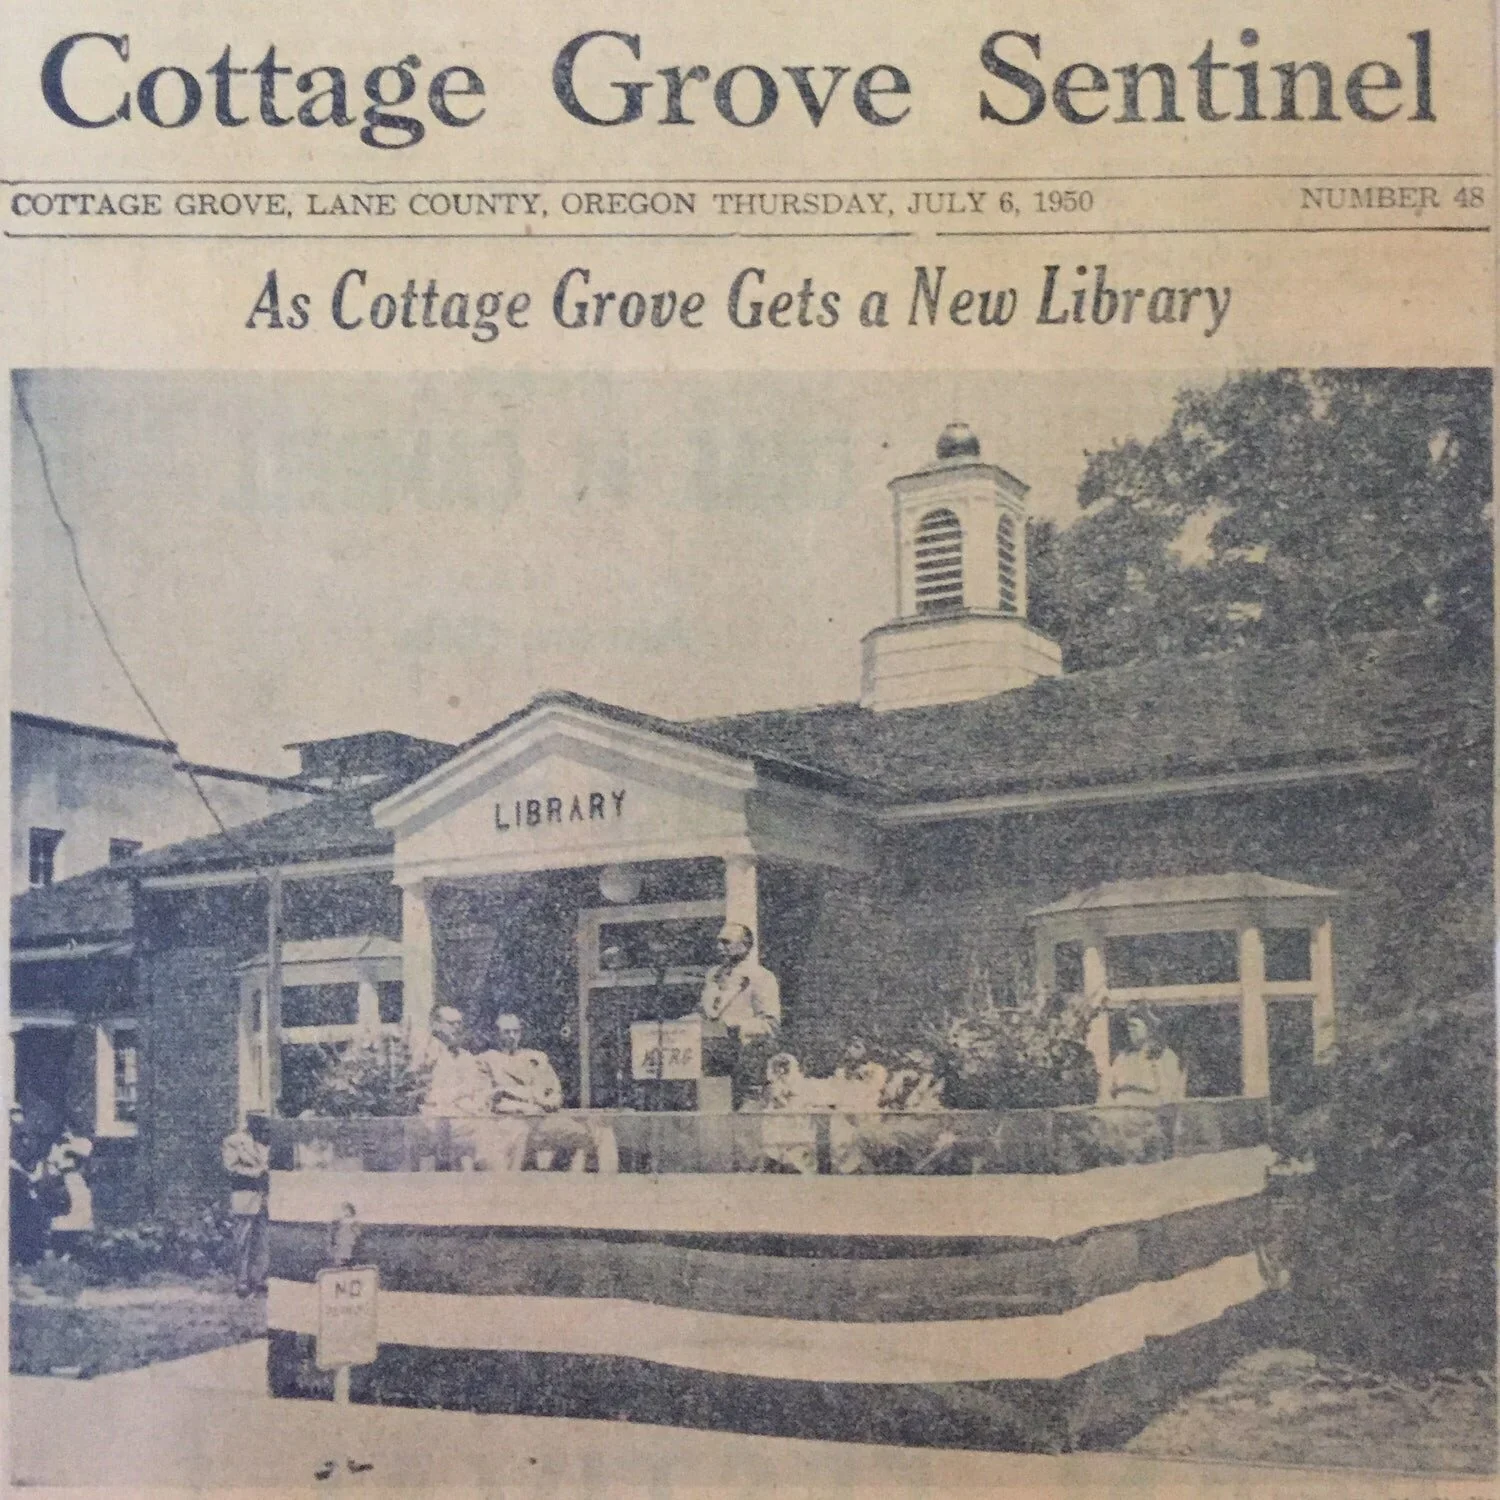 Cottage Grove Sentinel
COTTAGE GROVE, LANE COUNTY, OREGON THURSDAY, JULY 6, 1950 NUMBER 48
As Cottage Grove Gets a New Library
LIBRARY
NO